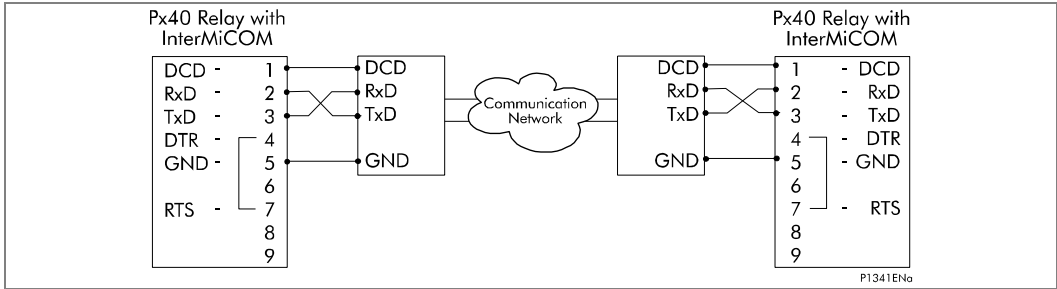 Px40 Relay with
InterMiCOM
DCD - 1
RxD - 2
TxD - 3
DTR - 4
GND - 5
6
RTS - 7
8
9
DCD
RxD
TxD
GND
Communication
Network
DCD
RxD
TxD
GND
Px40 Relay with
InterMiCOM
1 - DCD
2 - RxD
3 - TxD
4 - DTR
5 - GND
6
7 - RTS
8
9
P1341ENa